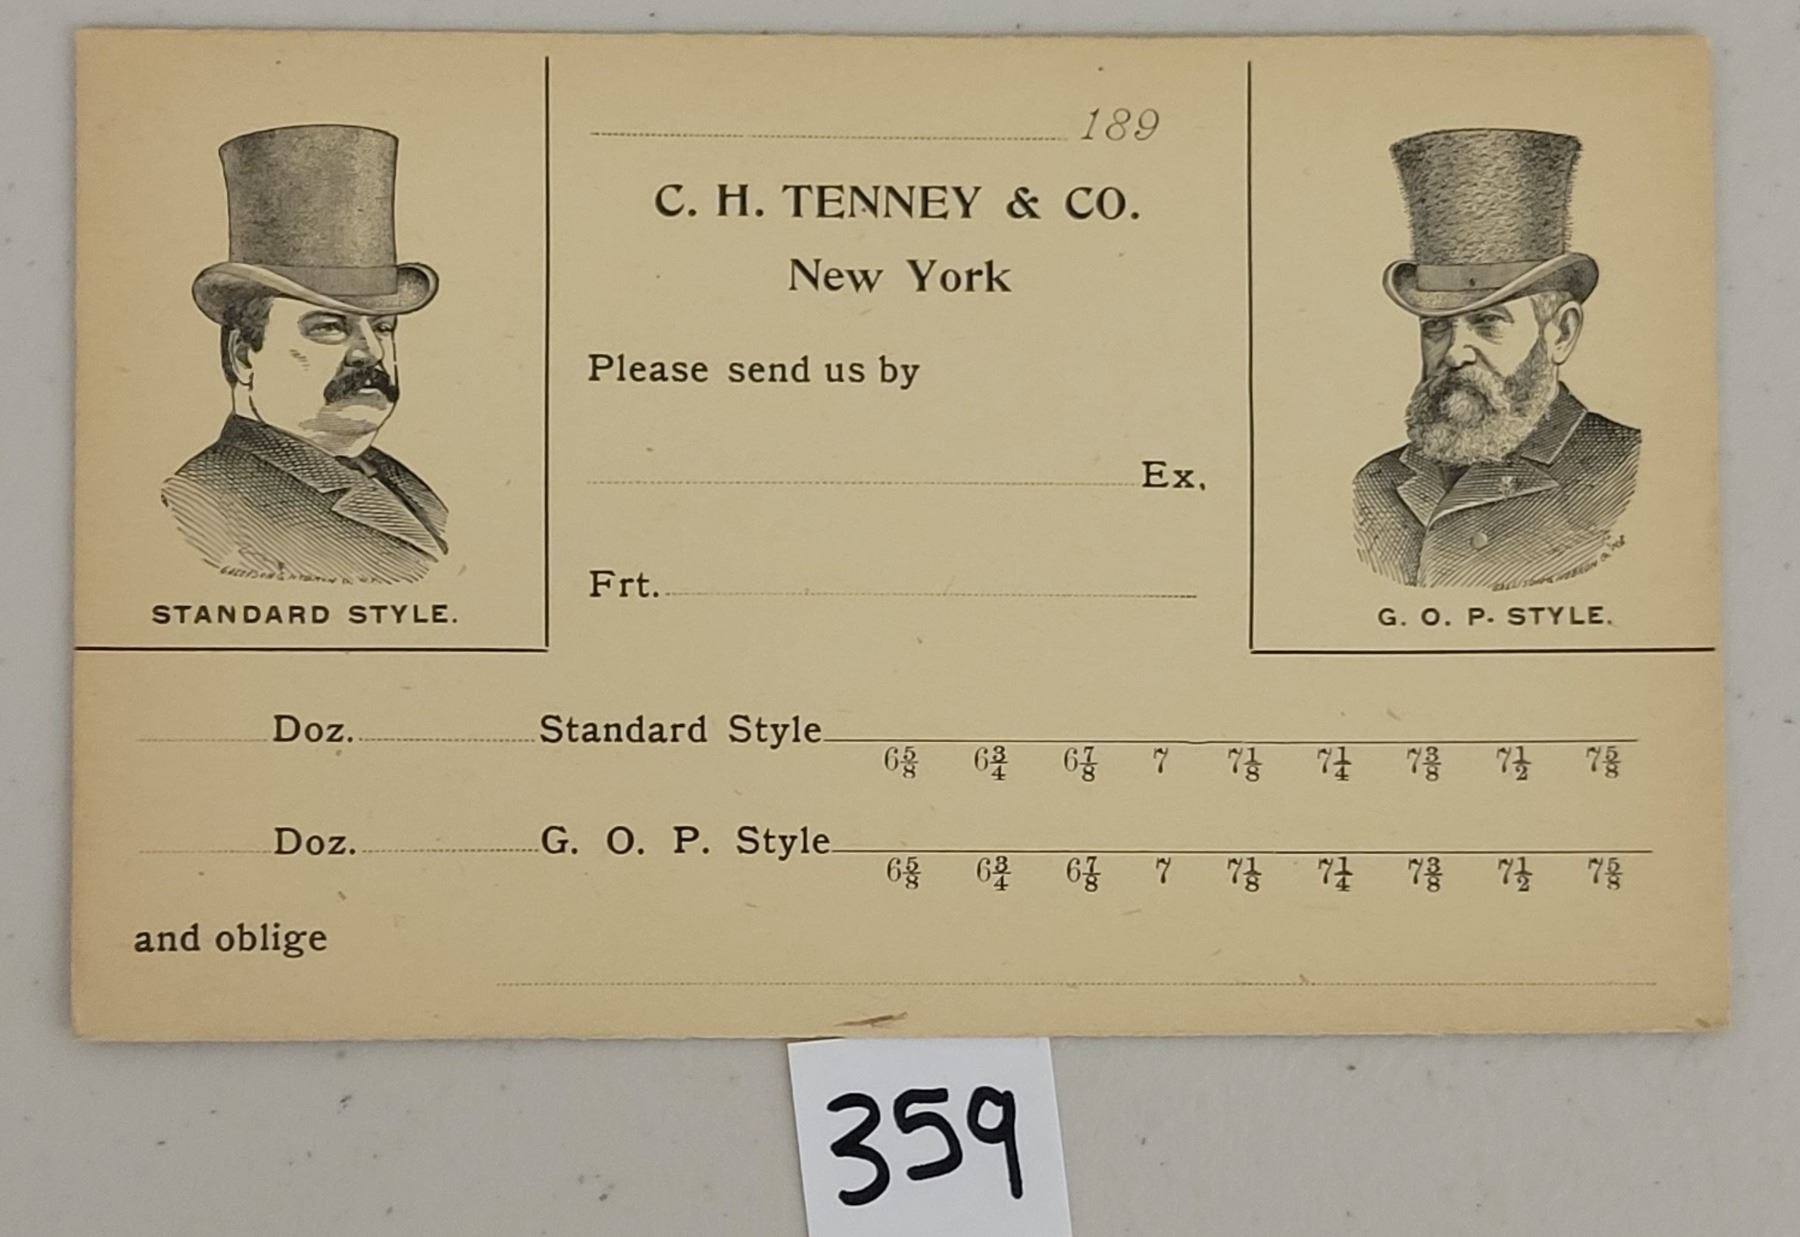 189
C. H. TENNEY & CO.
New York
Please send us by
Ex.
Frt.
STANDARD STYLE.
G. O. P. STYLE.
Doz. Standard Style
6⅝ 6¾ 6⅞ 7 7⅛ 7¼ 7⅜ 7½ 7⅝
Doz. G. O. P. Style
6⅝ 6¾ 6⅞ 7 7⅛ 7¼ 7⅜ 7½ 7⅝
and oblige
359